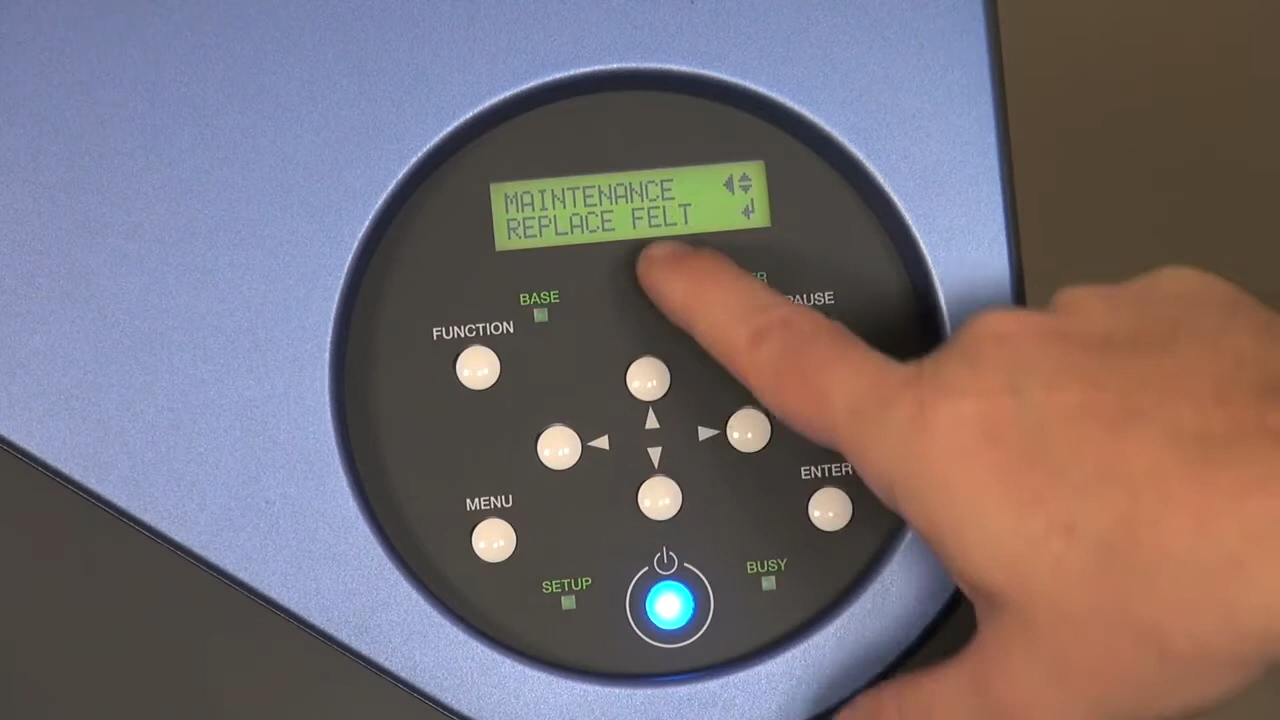 MAINTENANCE
REPLACE FELT
BASE
FUNCTION
PAUSE
MENU
ENTER
SETUP
BUSY